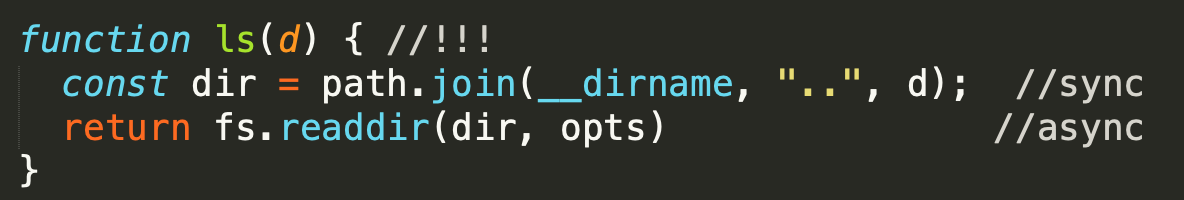 function ls(d) { //!!!
  const dir = path.join(__dirname, "..", d);  //sync
  return fs.readdir(dir, opts)               //async
}